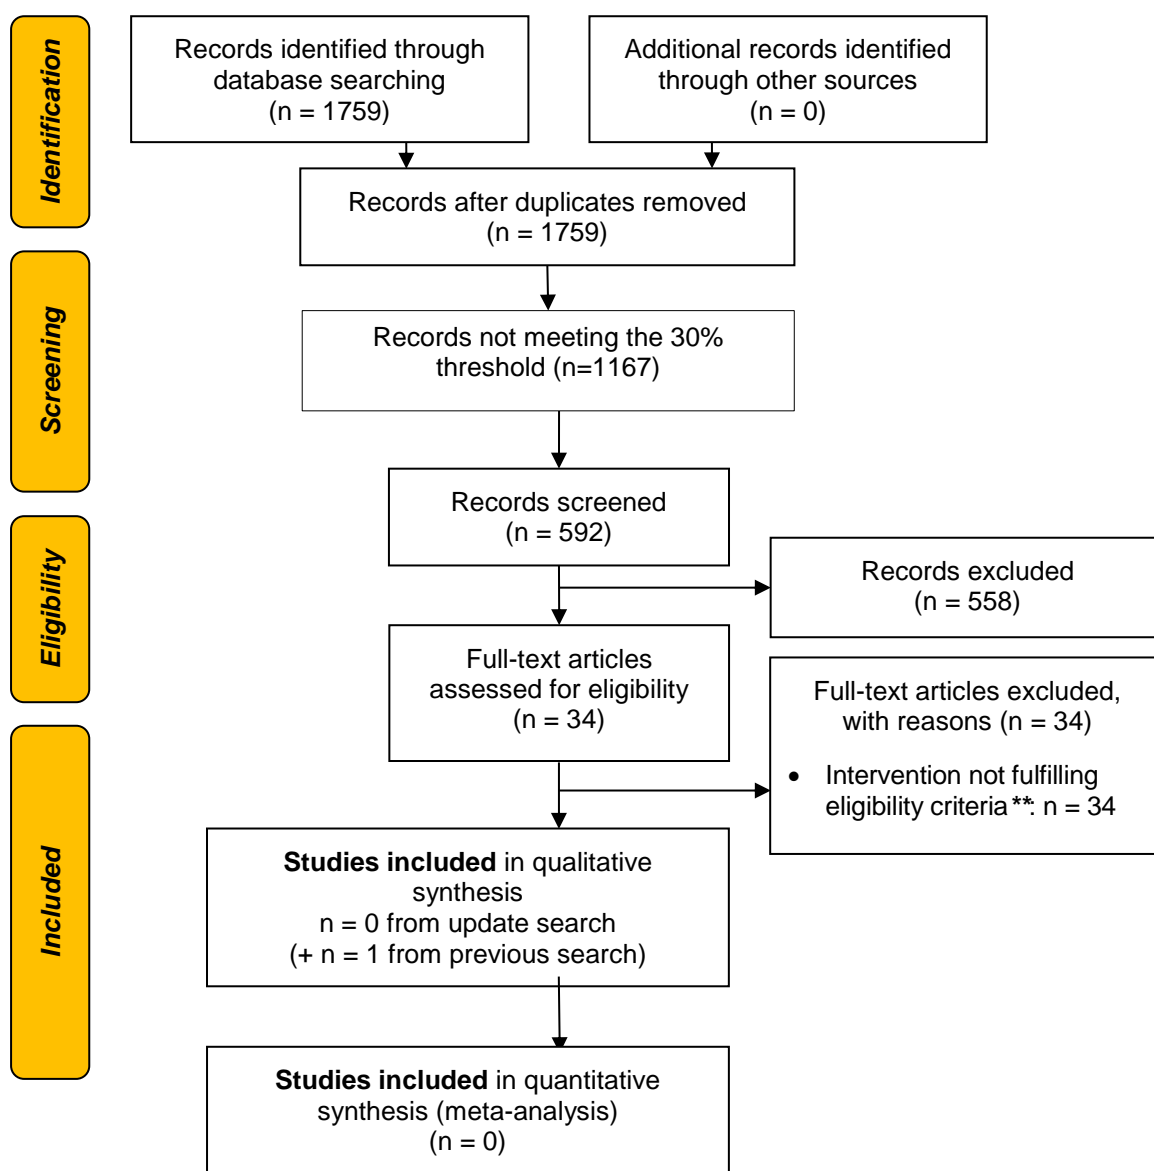 Identification
Records identified through
database searching
(n = 1759)
Additional records identified
through other sources
(n = 0)
Records after duplicates removed
(n = 1759)
Screening
Records not meeting the 30%
threshold (n=1167)
Records screened
(n = 592)
Eligibility
Records excluded
(n = 558)
Full-text articles
assessed for eligibility
(n = 34)
Full-text articles excluded,
with reasons (n = 34)
• Intervention not fulfilling
eligibility criteria **: n = 34
Included
Studies included in qualitative
synthesis
n = 0 from update search
(+ n = 1 from previous search)
Studies included in quantitative
synthesis (meta-analysis)
(n = 0)